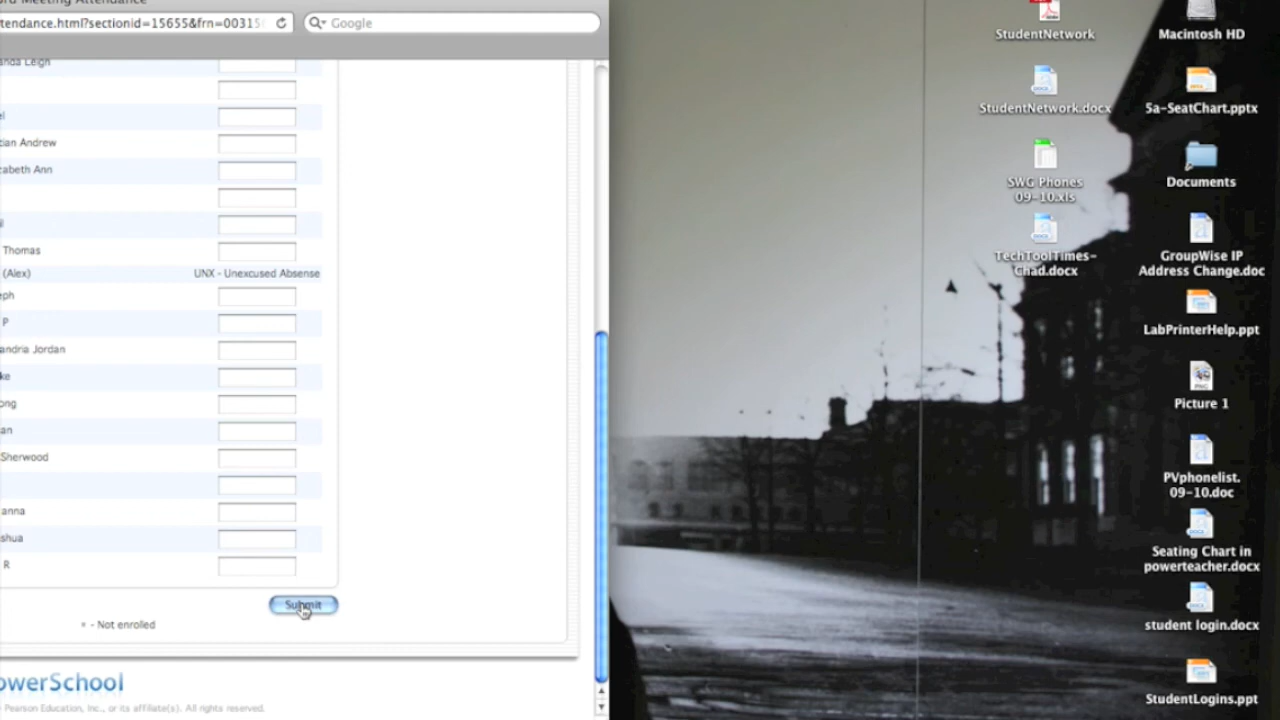 ord Meeting Attendance
ttendance.html?sectionid=15655&frn=00315
Google
anda Leigh
el
tian Andrew
zabeth Ann
Thomas
(Alex) UNX - Unexcused Absense
eph
P
andria Jordan
ke
ong
an
Sherwood
anna
shua
R
Submit
* - Not enrolled
owerSchool
Pearson Education, Inc., or its affiliate(s). All rights reserved.
StudentNetwork
StudentNetwork.docx
SWG Phones
09-10.xls
TechToolTimes-
Chad.docx
Macintosh HD
5a-SeatChart.pptx
Documents
GroupWise IP
Address Change.doc
LabPrinterHelp.ppt
Picture 1
PVphonelist.
09-10.doc
Seating Chart in
powerteacher.docx
student login.docx
StudentLogins.ppt